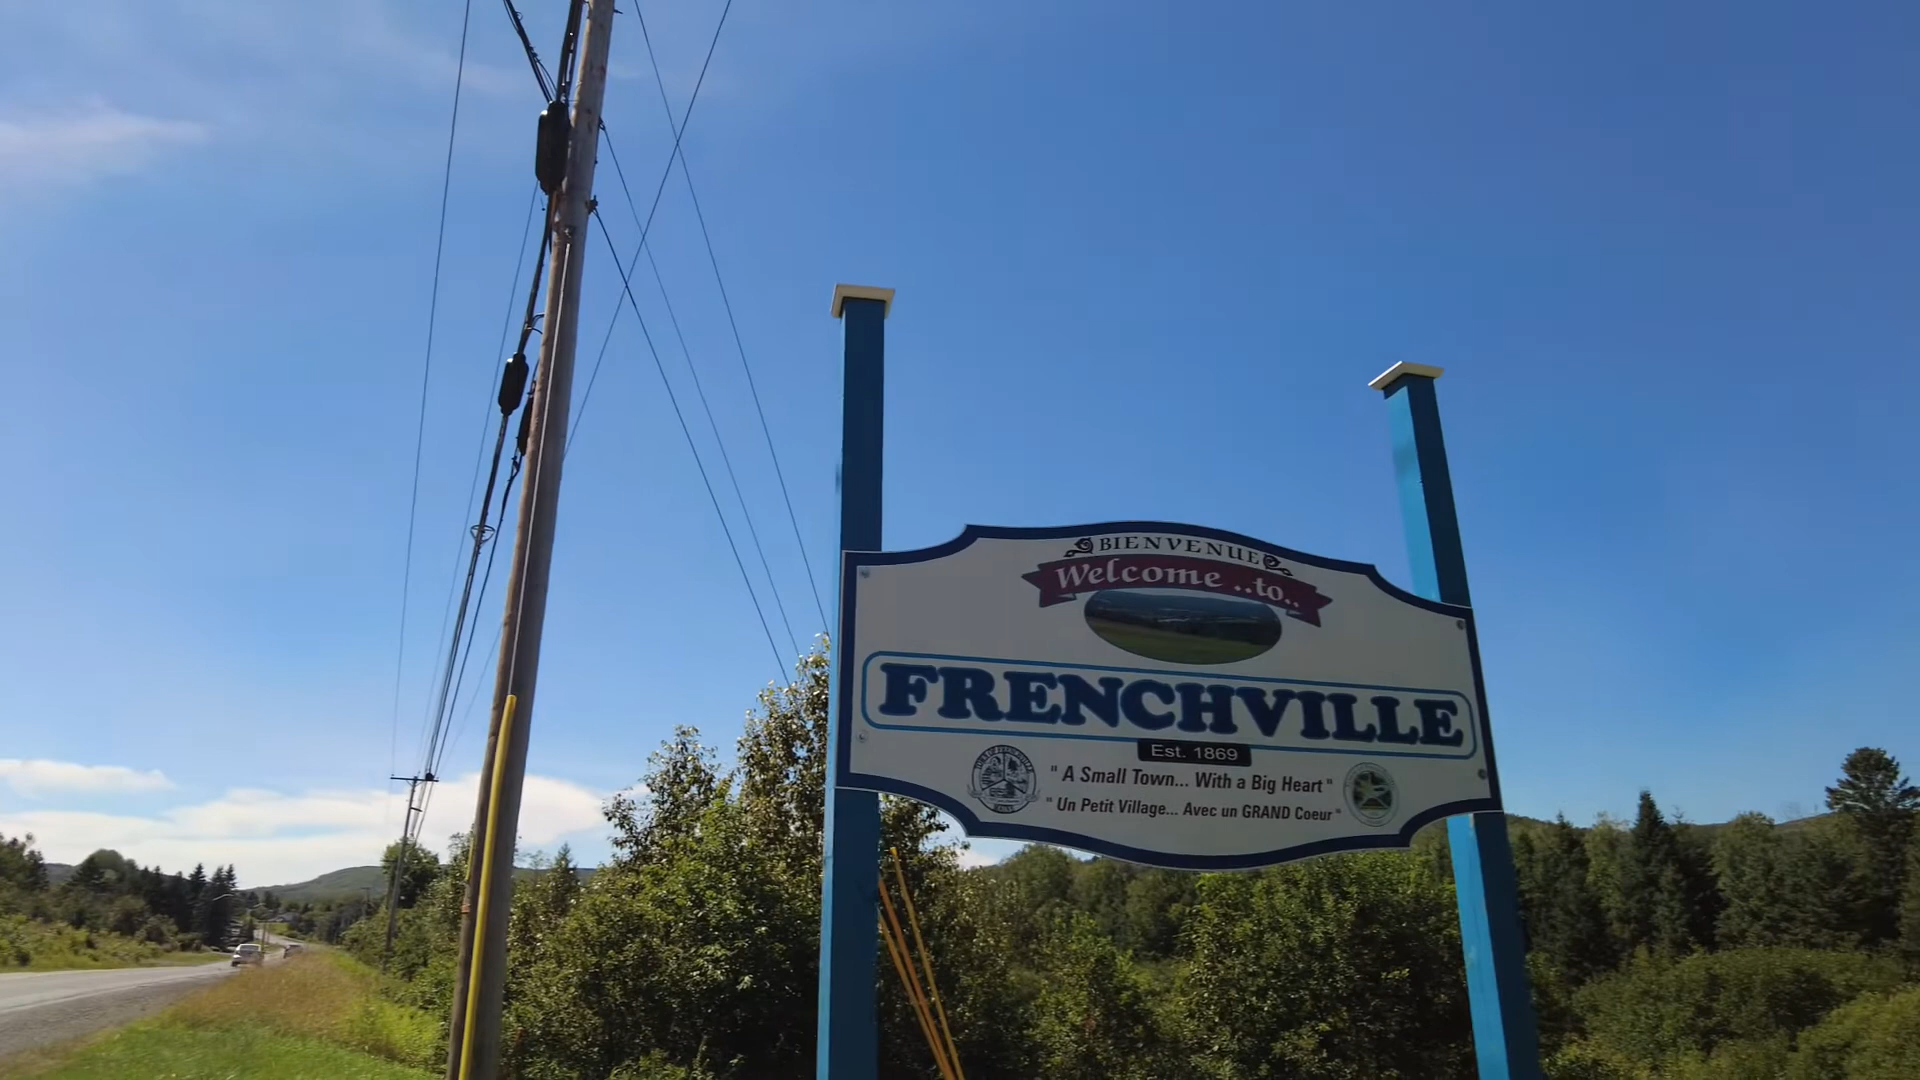 BIENVENUE
Welcome ..to..
FRENCHVILLE
Est. 1869
" A Small Town... With a Big Heart "
" Un Petit Village... Avec un GRAND Coeur "